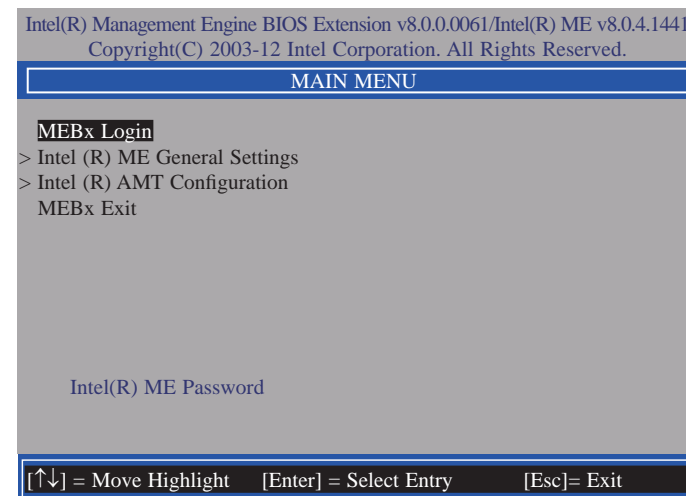 Intel(R) Management Engine BIOS Extension v8.0.0.0061/Intel(R) ME v8.0.4.1441
Copyright(C) 2003-12 Intel Corporation. All Rights Reserved.
MAIN MENU
MEBx Login
> Intel (R) ME General Settings
> Intel (R) AMT Configuration
MEBx Exit
Intel(R) ME Password
[↑↓] = Move Highlight [Enter] = Select Entry [Esc]= Exit